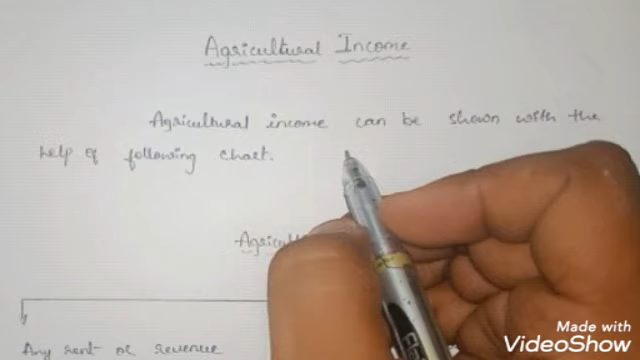 Agricultural Income
Agricultural income can be shown with the
help of following chart.
Any rent or revenue
Made with
VideoShow